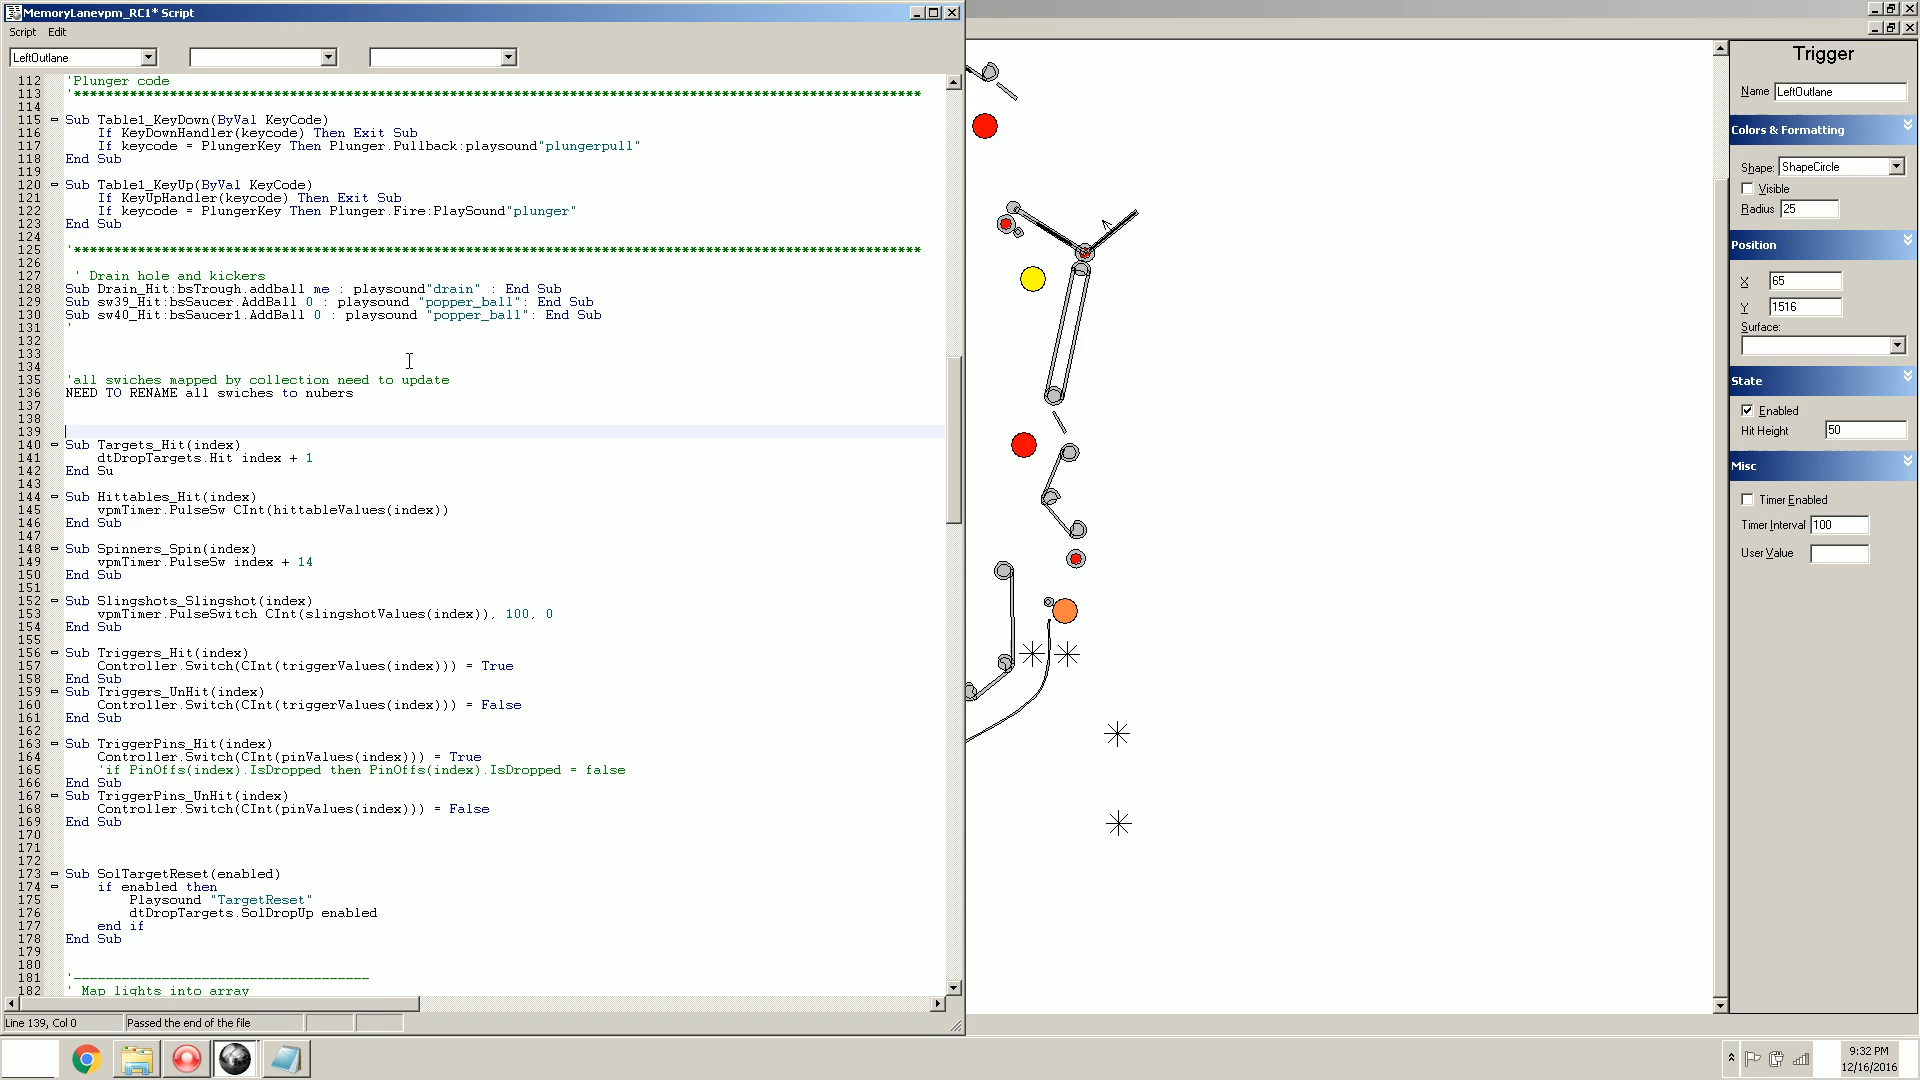 MemoryLanevpm_RC1* Script
Script Edit
LeftOutlane
112 'Plunger code
113 '**********************************************************************************************************
114
115 Sub Table1_KeyDown(ByVal KeyCode)
116 If KeyDownHandler(keycode) Then Exit Sub
117 If keycode = PlungerKey Then Plunger.Pullback:playsound"plungerpull"
118 End Sub
119
120 Sub Table1_KeyUp(ByVal KeyCode)
121 If KeyUpHandler(keycode) Then Exit Sub
122 If keycode = PlungerKey Then Plunger.Fire:PlaySound"plunger"
123 End Sub
124
125 '**********************************************************************************************************
126
127 ' Drain hole and kickers
128 Sub Drain_Hit:bsTrough.addball me : playsound"drain" : End Sub
129 Sub sw39_Hit:bsSaucer.AddBall 0 : playsound "popper_ball": End Sub
130 Sub sw40_Hit:bsSaucer1.AddBall 0 : playsound "popper_ball": End Sub
131 '
132
133
134
135 'all swiches mapped by collection need to update
136 NEED TO RENAME all swiches to nubers
137
138
139
140 Sub Targets_Hit(index)
141 dtDropTargets.Hit index + 1
142 End Su
143
144 Sub Hittables_Hit(index)
145 vpmTimer.PulseSw CInt(hittableValues(index))
146 End Sub
147
148 Sub Spinners_Spin(index)
149 vpmTimer.PulseSw index + 14
150 End Sub
151
152 Sub Slingshots_Slingshot(index)
153 vpmTimer.PulseSwitch CInt(slingshotValues(index)), 100, 0
154 End Sub
155
156 Sub Triggers_Hit(index)
157 Controller.Switch(CInt(triggerValues(index))) = True
158 End Sub
159 Sub Triggers_UnHit(index)
160 Controller.Switch(CInt(triggerValues(index))) = False
161 End Sub
162
163 Sub TriggerPins_Hit(index)
164 Controller.Switch(CInt(pinValues(index))) = True
165 'if PinOffs(index).IsDropped then PinOffs(index).IsDropped = false
166 End Sub
167 Sub TriggerPins_UnHit(index)
168 Controller.Switch(CInt(pinValues(index))) = False
169 End Sub
170
171
172
173 Sub SolTargetReset(enabled)
174 if enabled then
175 Playsound "TargetReset"
176 dtDropTargets.SolDropUp enabled
177 end if
178 End Sub
179
180
181 '-------------------------------------
182 ' Map lights into array
Line 139, Col 0 Passed the end of the file
Trigger
Name LeftOutlane
Colors & Formatting
Shape: ShapeCircle
Visible
Radius 25
Position
X 65
Y 1516
Surface:
State
Enabled
Hit Height 50
Misc
Timer Enabled
Timer Interval 100
User Value
9:32 PM
12/16/2016